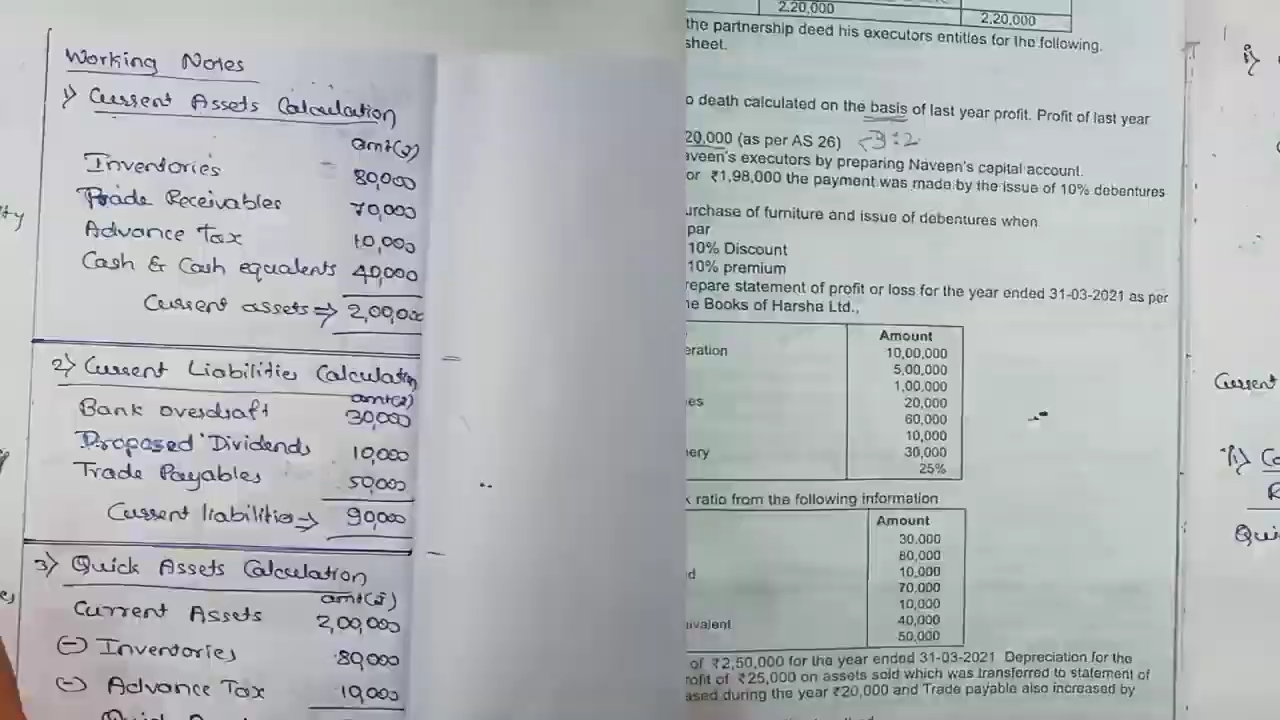 Working Notes
1) Current Assets Calculation
amt(₹)
Inventories 80,000
Trade Receivables 70,000
Advance Tax 10,000
Cash & Cash equalents 40,000
Current assets ⇒ 2,00,000
2) Current Liabilities Calculation
amt(₹)
Bank overdraft 30,000
Proposed Dividends 10,000
Trade Payables 50,000
Current liabilities ⇒ 90,000
3) Quick Assets Calculation
amt(₹)
Current Assets 2,00,000
(-) Inventories 80,000
(-) Advance Tax 10,000
2,20,000 2,20,000
the partnership deed his executors entitles for the following.
sheet.
o death calculated on the basis of last year profit. Profit of last year
20,000 (as per AS 26) 3:2
aveen's executors by preparing Naveen's capital account.
or ₹1,98,000 the payment was made by the issue of 10% debentures
urchase of furniture and issue of debentures when
par
10% Discount
10% premium
repare statement of profit or loss for the year ended 31-03-2021 as per
ne Books of Harsha Ltd.,
Amount
eration 10,00,000
5,00,000
1,00,000
es 20,000
60,000
10,000
nery 30,000
25%
k ratio from the following information
Amount
30,000
80,000
d 10,000
70,000
10,000
uivalent 40,000
50,000
of ₹2,50,000 for the year ended 31-03-2021 Depreciation for the
rofit of ₹25,000 on assets sold which was transferred to statement of
ased during the year ₹20,000 and Trade payable also increased by
i)
Current
ii) Co
Qui